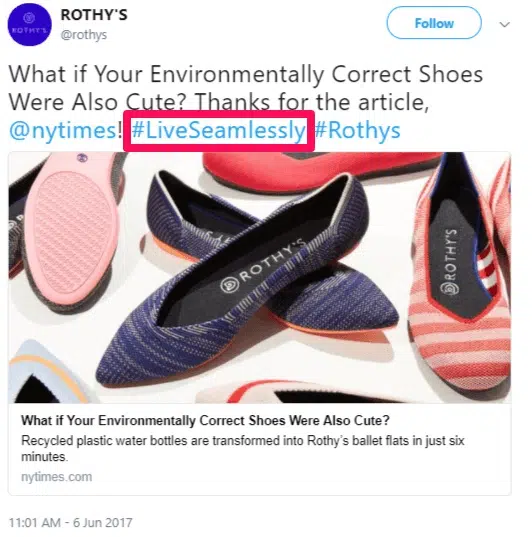 ROTHY'S
@rothys
Follow
What if Your Environmentally Correct Shoes
Were Also Cute? Thanks for the article,
@nytimes! #LiveSeamlessly #Rothys
ROTHY'S
ROTHY'S
ROTHY'S
What if Your Environmentally Correct Shoes Were Also Cute?
Recycled plastic water bottles are transformed into Rothy's ballet flats in just six
minutes.
nytimes.com
11:01 AM - 6 Jun 2017